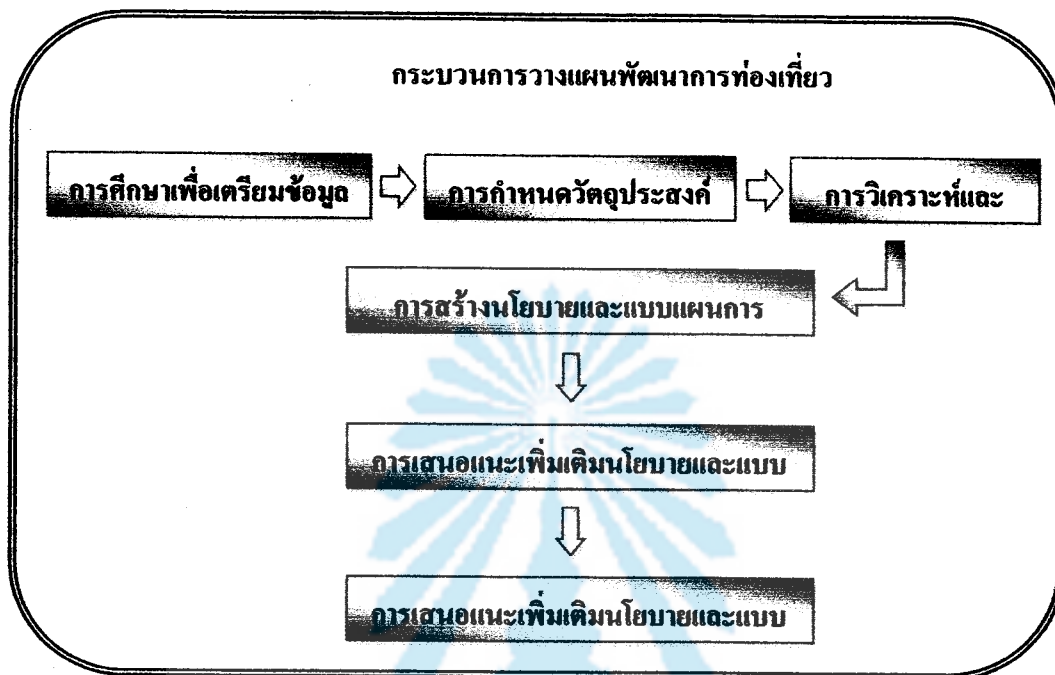 กระบวนการวางแผนพัฒนาการท่องเที่ยว
การศึกษาเพื่อเตรียมข้อมูล
การกำหนดวัตถุประสงค์
การวิเคราะห์และ
การสร้างนโยบายและแบบแผนการ
การเสนอแนะเพิ่มเติมนโยบายและแบบ
การเสนอแนะเพิ่มเติมนโยบายและแบบ